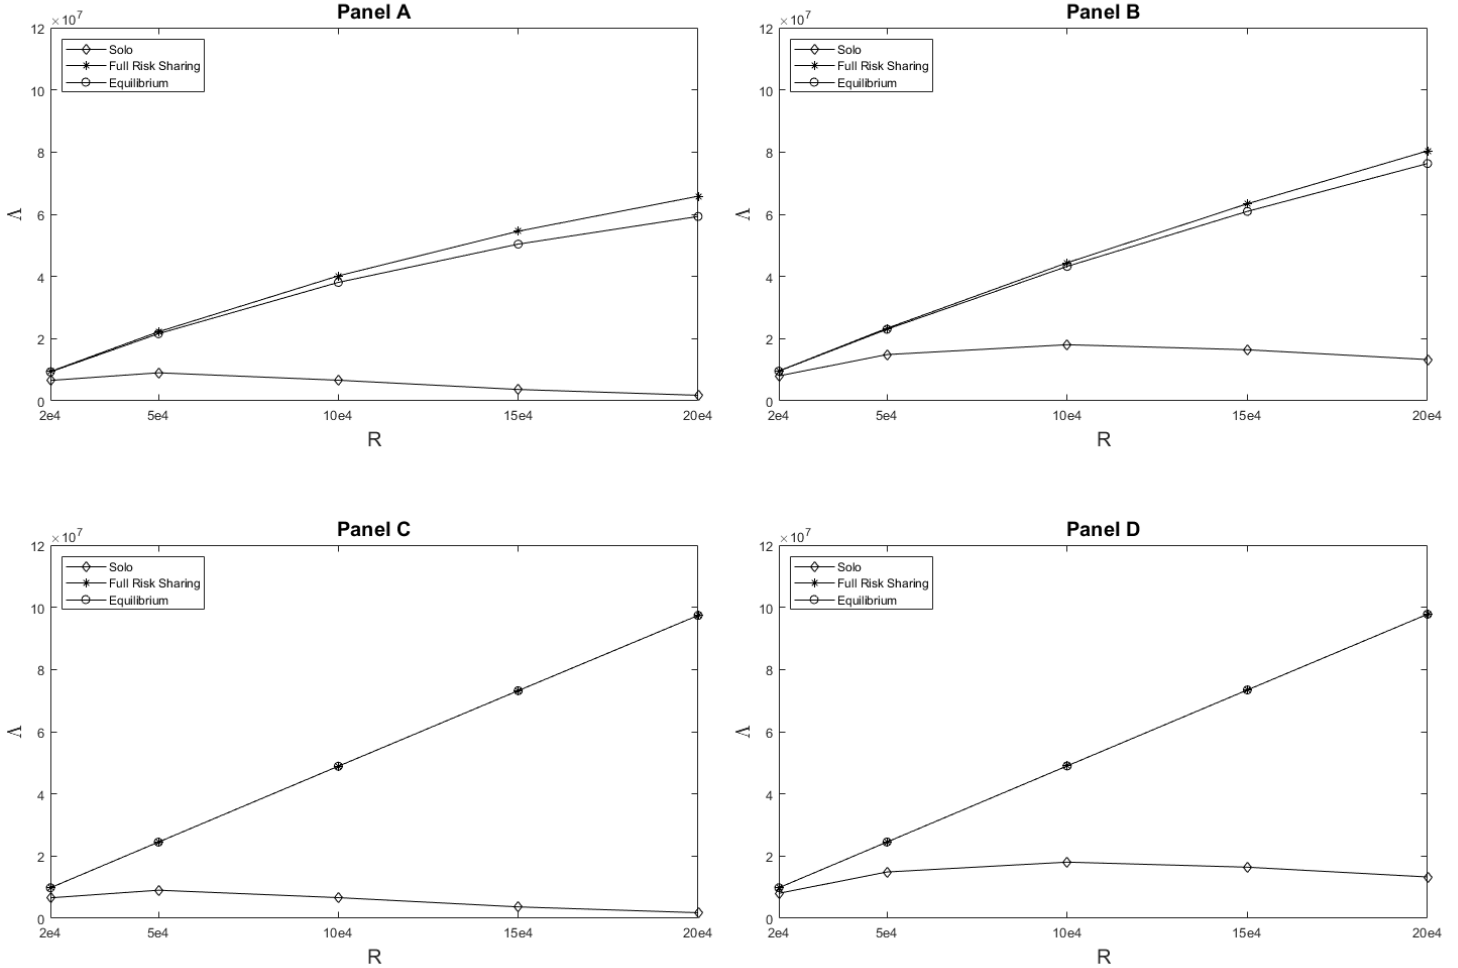 Panel A
×10^7
12
10
8
6
4
2
0
Λ
Solo
Full Risk Sharing
Equilibrium
2e4 5e4 10e4 15e4 20e4
R
Panel B
×10^7
12
10
8
6
4
2
0
Λ
Solo
Full Risk Sharing
Equilibrium
2e4 5e4 10e4 15e4 20e4
R
Panel C
×10^7
12
10
8
6
4
2
0
Λ
Solo
Full Risk Sharing
Equilibrium
2e4 5e4 10e4 15e4 20e4
R
Panel D
×10^7
12
10
8
6
4
2
0
Λ
Solo
Full Risk Sharing
Equilibrium
2e4 5e4 10e4 15e4 20e4
R